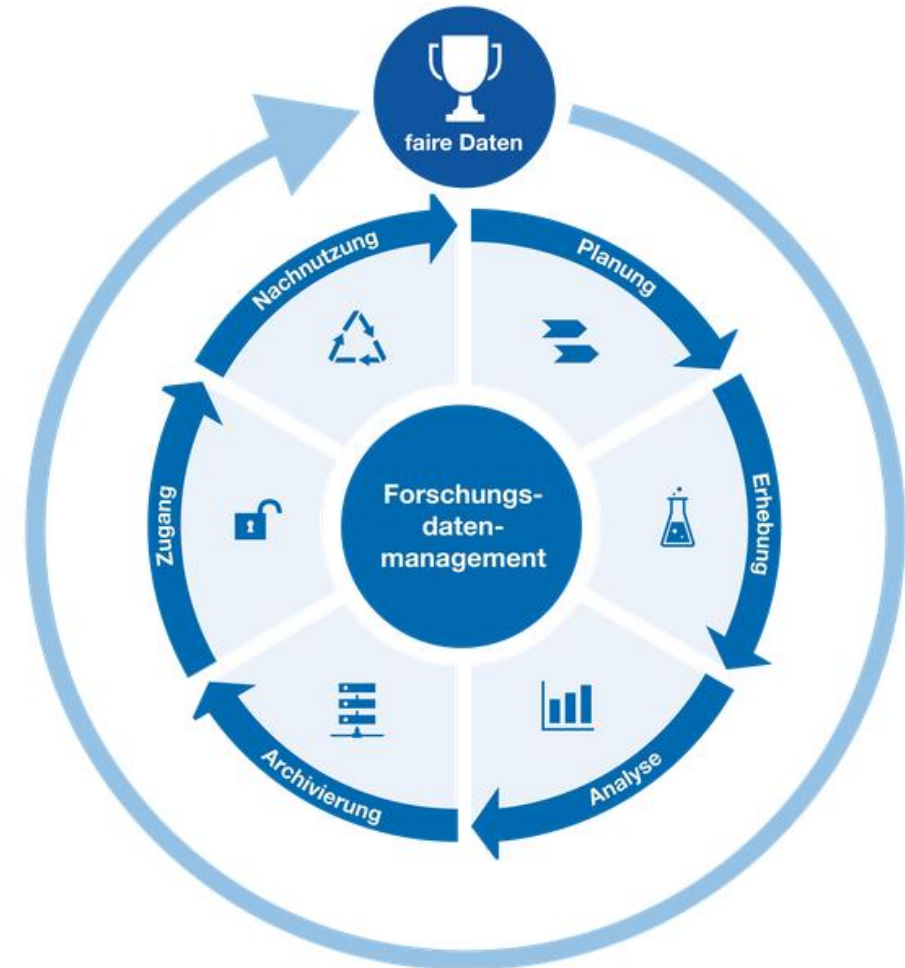 faire Daten
Planung
Erhebung
Analyse
Archivierung
Zugang
Nachnutzung
Forschungs-
daten-
management